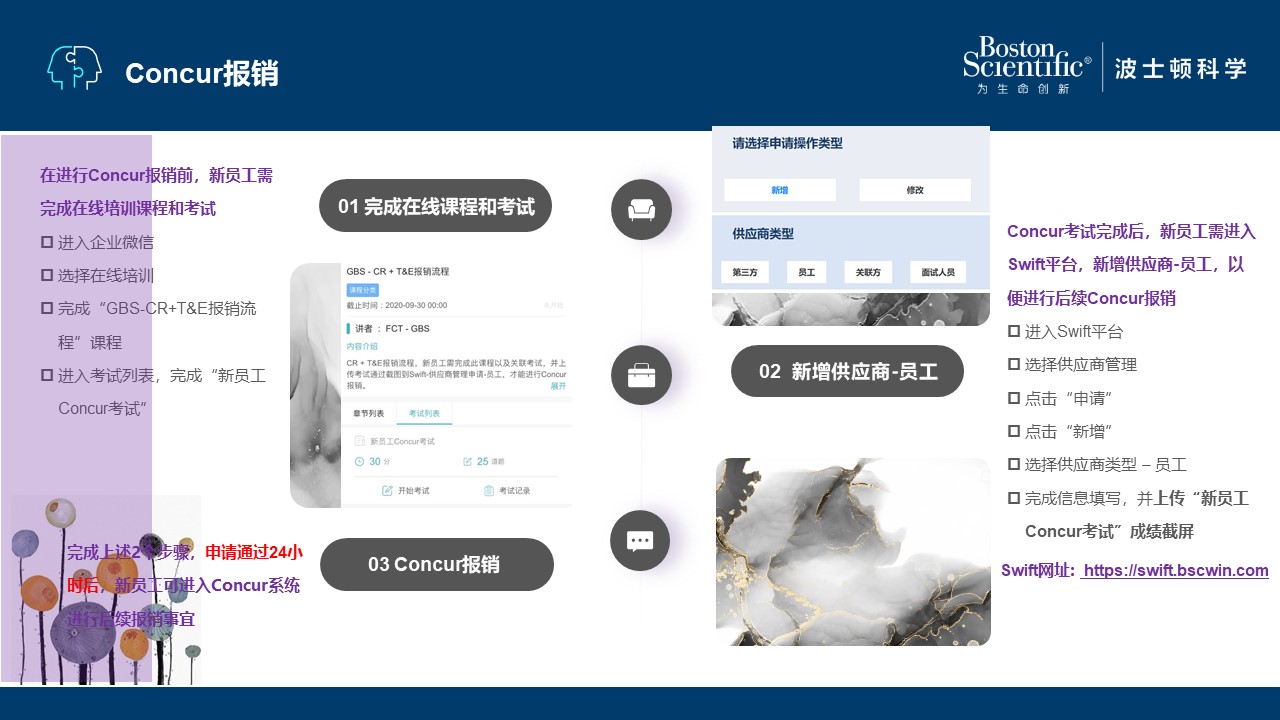 Concur报销
Boston
Scientific®
为生命创新
波士顿科学
在进行Concur报销前，新员工需
完成在线培训课程和考试
进入企业微信
选择在线培训
完成“GBS-CR+T&E报销流
程”课程
进入考试列表，完成“新员工
Concur考试”
01 完成在线课程和考试
GBS - CR + T&E报销流程
课程分类
截止时间：2020-09-30 00:00
讲者 ： FCT - GBS
内容介绍
CR + T&E报销流程，新员工需完成此课程以及关联考试，并上
传考试通过截图到Swift-供应商管理申请-员工，才能进行Concur
报销。
展开
章节列表
考试列表
新员工Concur考试
30 分
25 道题
开始考试
考试记录
请选择申请操作类型
新增
修改
供应商类型
第三方
员工
关联方
面试人员
02 新增供应商-员工
Concur考试完成后，新员工需进入
Swift平台，新增供应商-员工，以
便进行后续Concur报销
进入Swift平台
选择供应商管理
点击“申请”
点击“新增”
选择供应商类型 – 员工
完成信息填写，并上传“新员工
Concur考试”成绩截屏
Swift网址：https://swift.bscwin.com
03 Concur报销
完成上述2个步骤，申请通过24小
时后，新员工可进入Concur系统
进行后续报销事宜